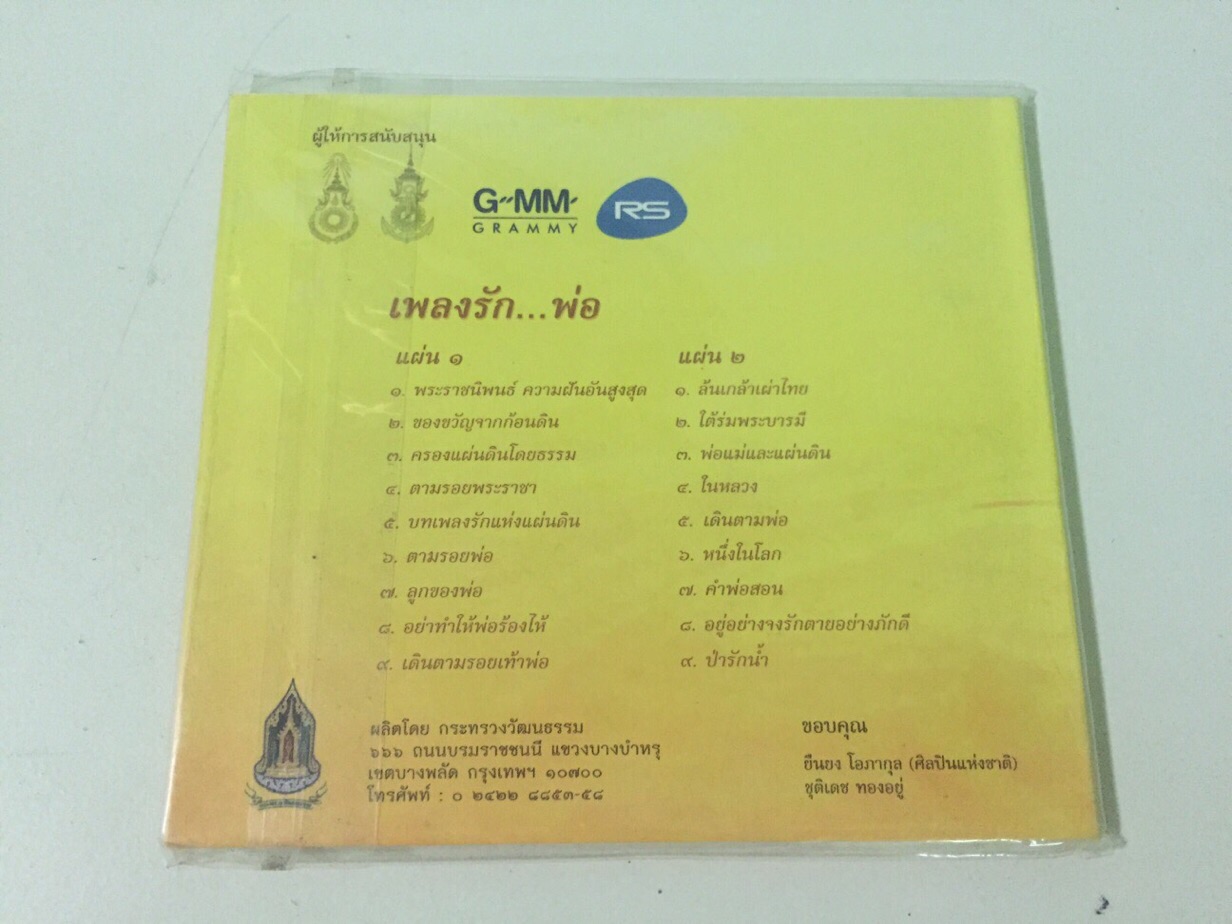 ผู้ให้การสนับสนุน
G"MM'
GRAMMY
RS
เพลงรัก...พ่อ
แผ่น ๑
๑. พระราชนิพนธ์ ความฝันอันสูงสุด
๒. ของขวัญจากก้อนดิน
๓. ครองแผ่นดินโดยธรรม
๔. ตามรอยพระราชา
๕. บทเพลงรักแห่งแผ่นดิน
๖. ตามรอยพ่อ
๗. ลูกของพ่อ
๘. อย่าทำให้พ่อร้องไห้
๙. เดินตามรอยเท้าพ่อ
แผ่น ๒
๑. ล้นเกล้าเผ่าไทย
๒. ใต้ร่มพระบารมี
๓. พ่อแม่และแผ่นดิน
๔. ในหลวง
๕. เดินตามพ่อ
๖. หนึ่งในโลก
๗. คำพ่อสอน
๘. อยู่อย่างจงรักตายอย่างภักดี
๙. ป่ารักน้ำ
ผลิตโดย กระทรวงวัฒนธรรม
๖๖๖ ถนนบรมราชชนนี แขวงบางบำหรุ
เขตบางพลัด กรุงเทพฯ ๑๐๗๐๐
โทรศัพท์ : ๐ ๒๔๒๒ ๘๘๕๓-๕๘
ขอบคุณ
ยืนยง โอภากุล (ศิลปินแห่งชาติ)
ชุติเดช ทองอยู่